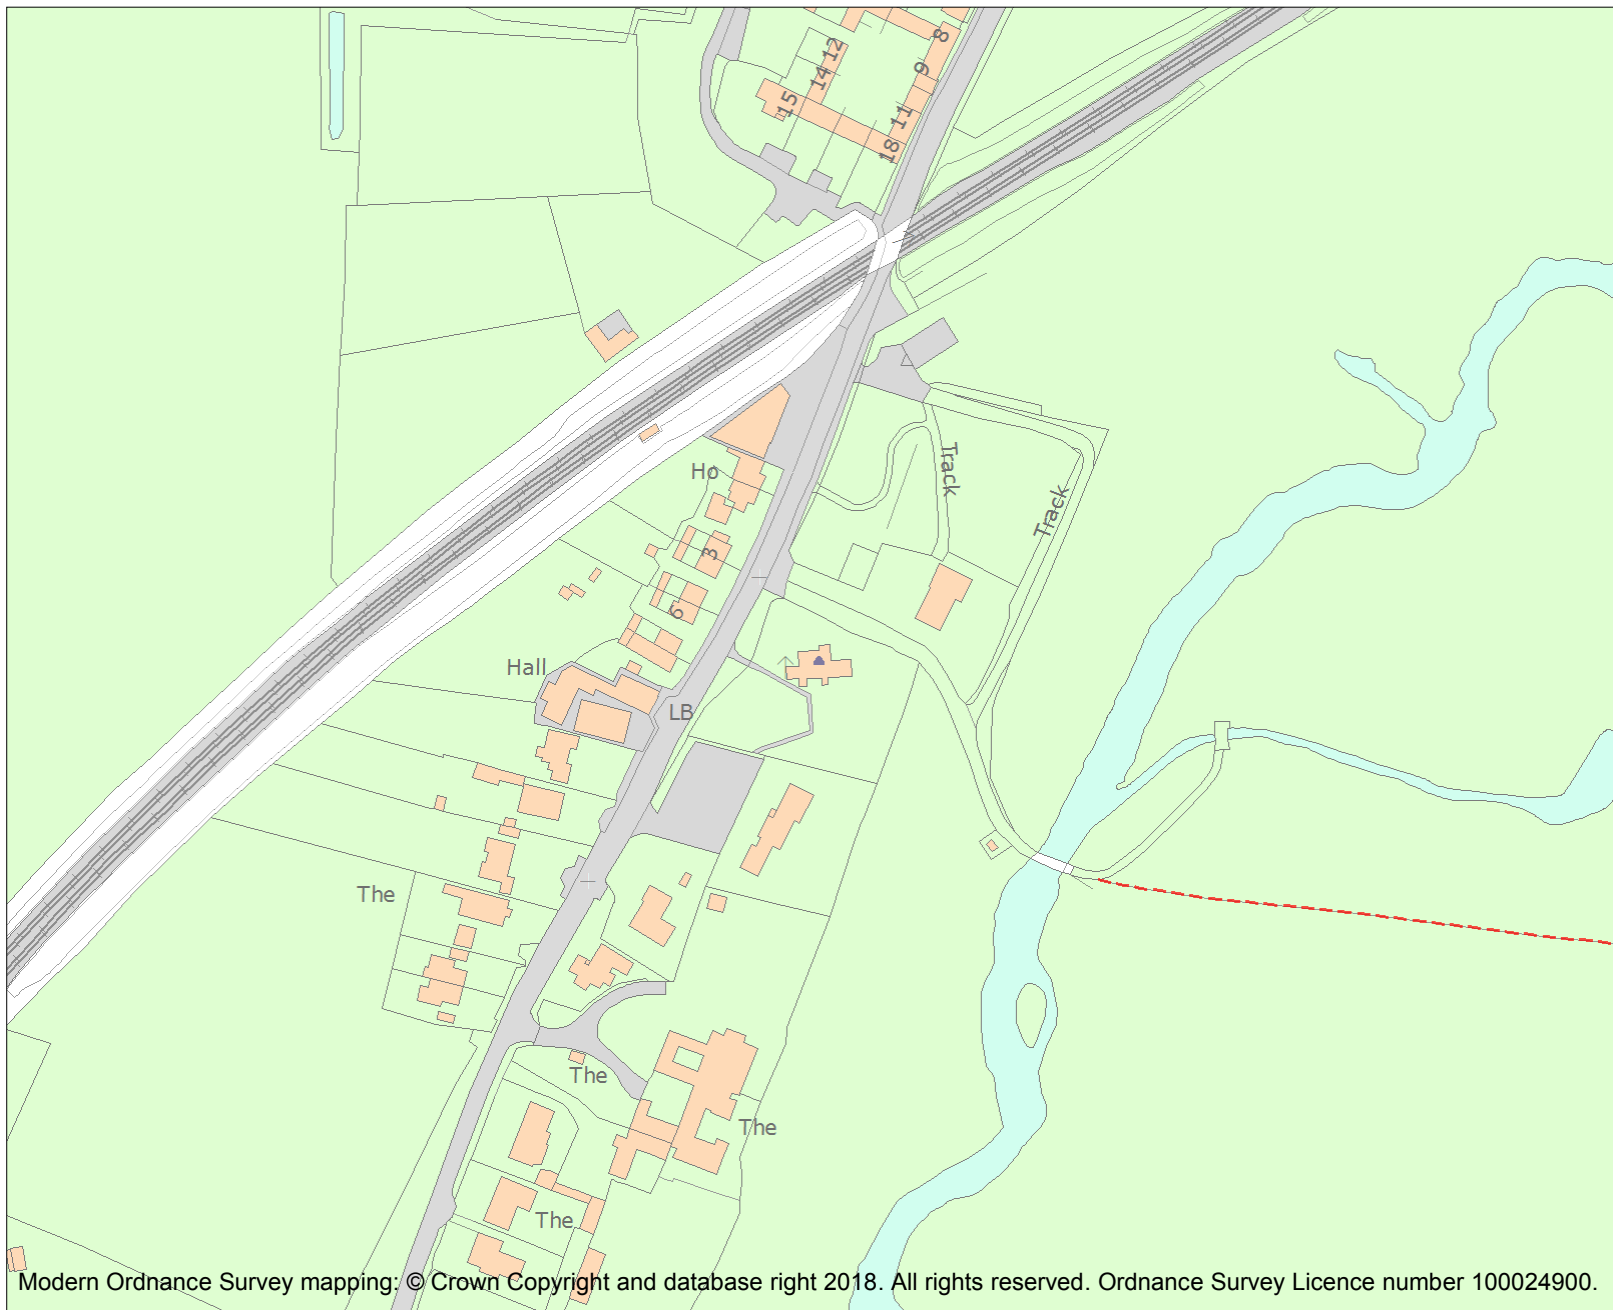 8
12
9
14
15
11
18
Ho
Track
Track
3
6
Hall
LB
The
The
The
The
Modern Ordnance Survey mapping: © Crown Copyright and database right 2018. All rights reserved. Ordnance Survey Licence number 100024900.